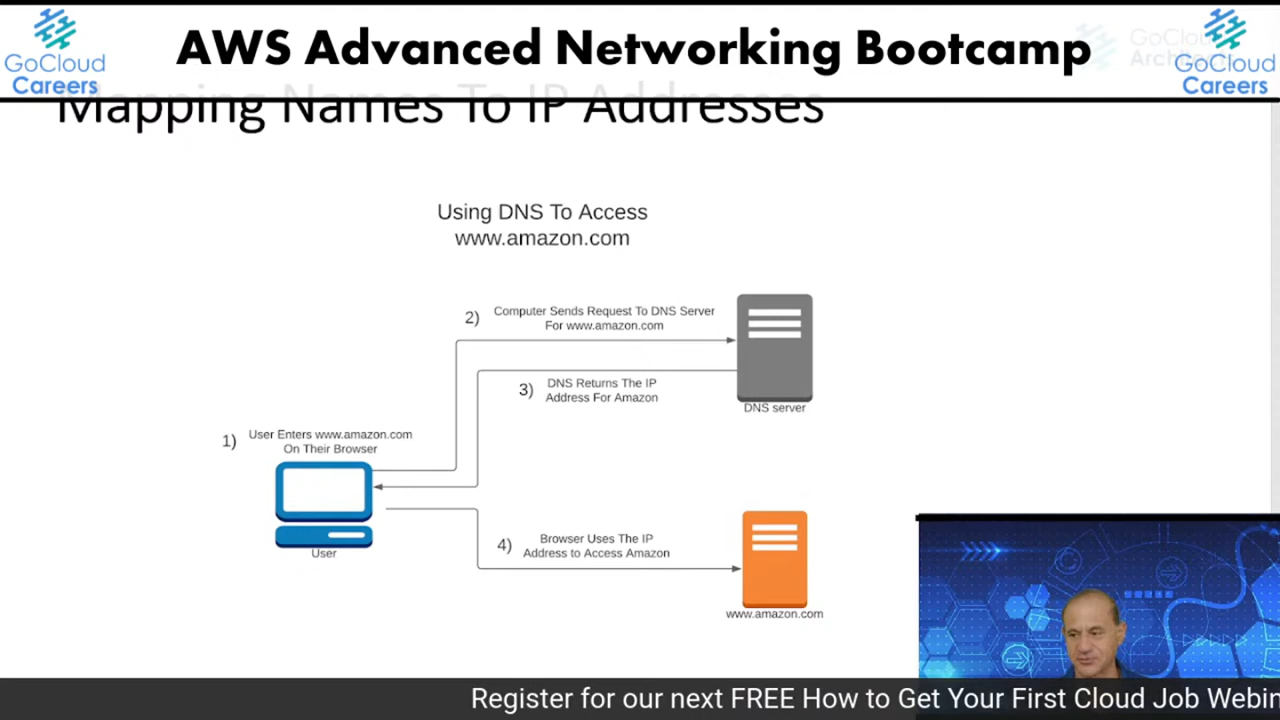 AWS Advanced Networking Bootcamp
GoCloud
Careers
GoCloud
Careers
Mapping Names To IP Addresses
Using DNS To Access
www.amazon.com
2) Computer Sends Request To DNS Server
For www.amazon.com
3) DNS Returns The IP
Address For Amazon
DNS server
1) User Enters www.amazon.com
On Their Browser
User
4) Browser Uses The IP
Address to Access Amazon
www.amazon.com
Register for our next FREE How to Get Your First Cloud Job Webin